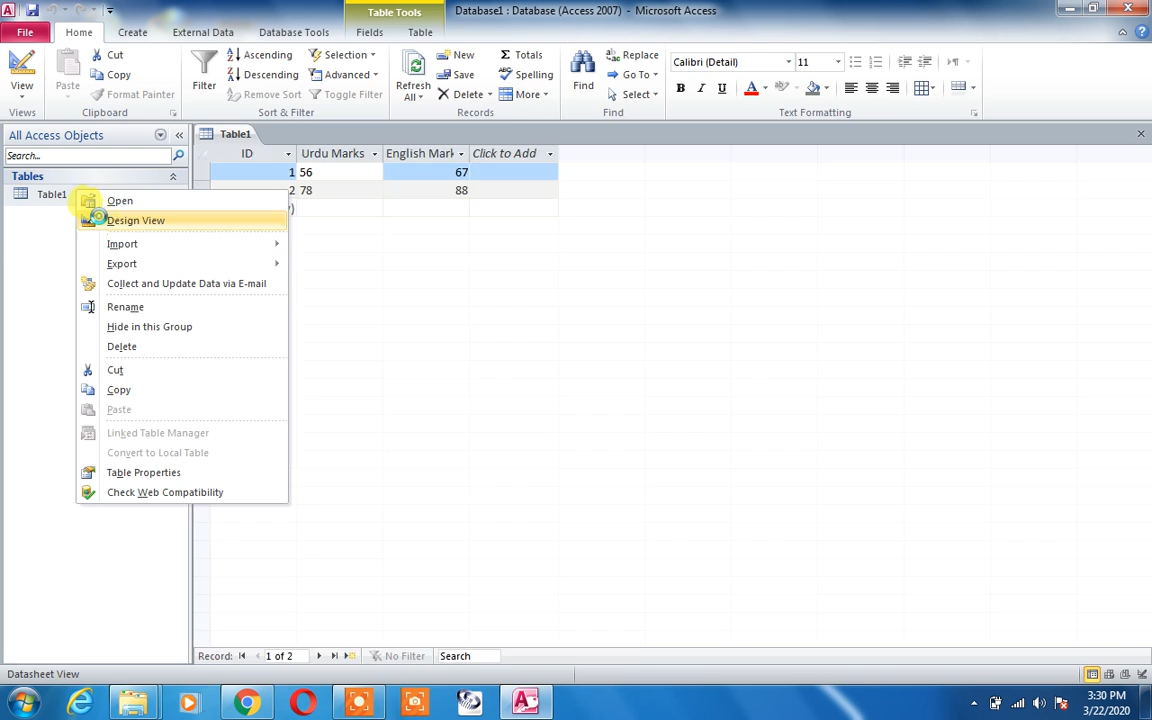 Table Tools
Database1 : Database (Access 2007) - Microsoft Access
File
Home
Create
External Data
Database Tools
Fields
Table
View
Views
Paste
Cut
Copy
Format Painter
Clipboard
Filter
Ascending
Descending
Remove Sort
Selection
Advanced
Toggle Filter
Sort & Filter
Refresh All
New
Save
Delete
Totals
Spelling
More
Records
Find
Replace
Go To
Select
Find
Calibri (Detail)
11
B I U
A
Text Formatting
All Access Objects
Search...
Tables
Table1
Table1
ID
Urdu Marks
English Mark
Click to Add
1 56 67
2 78 88
Open
Design View
Import
Export
Collect and Update Data via E-mail
Rename
Hide in this Group
Delete
Cut
Copy
Paste
Linked Table Manager
Convert to Local Table
Table Properties
Check Web Compatibility
Record:
1 of 2
No Filter
Search
Datasheet View
3:30 PM
3/22/2020